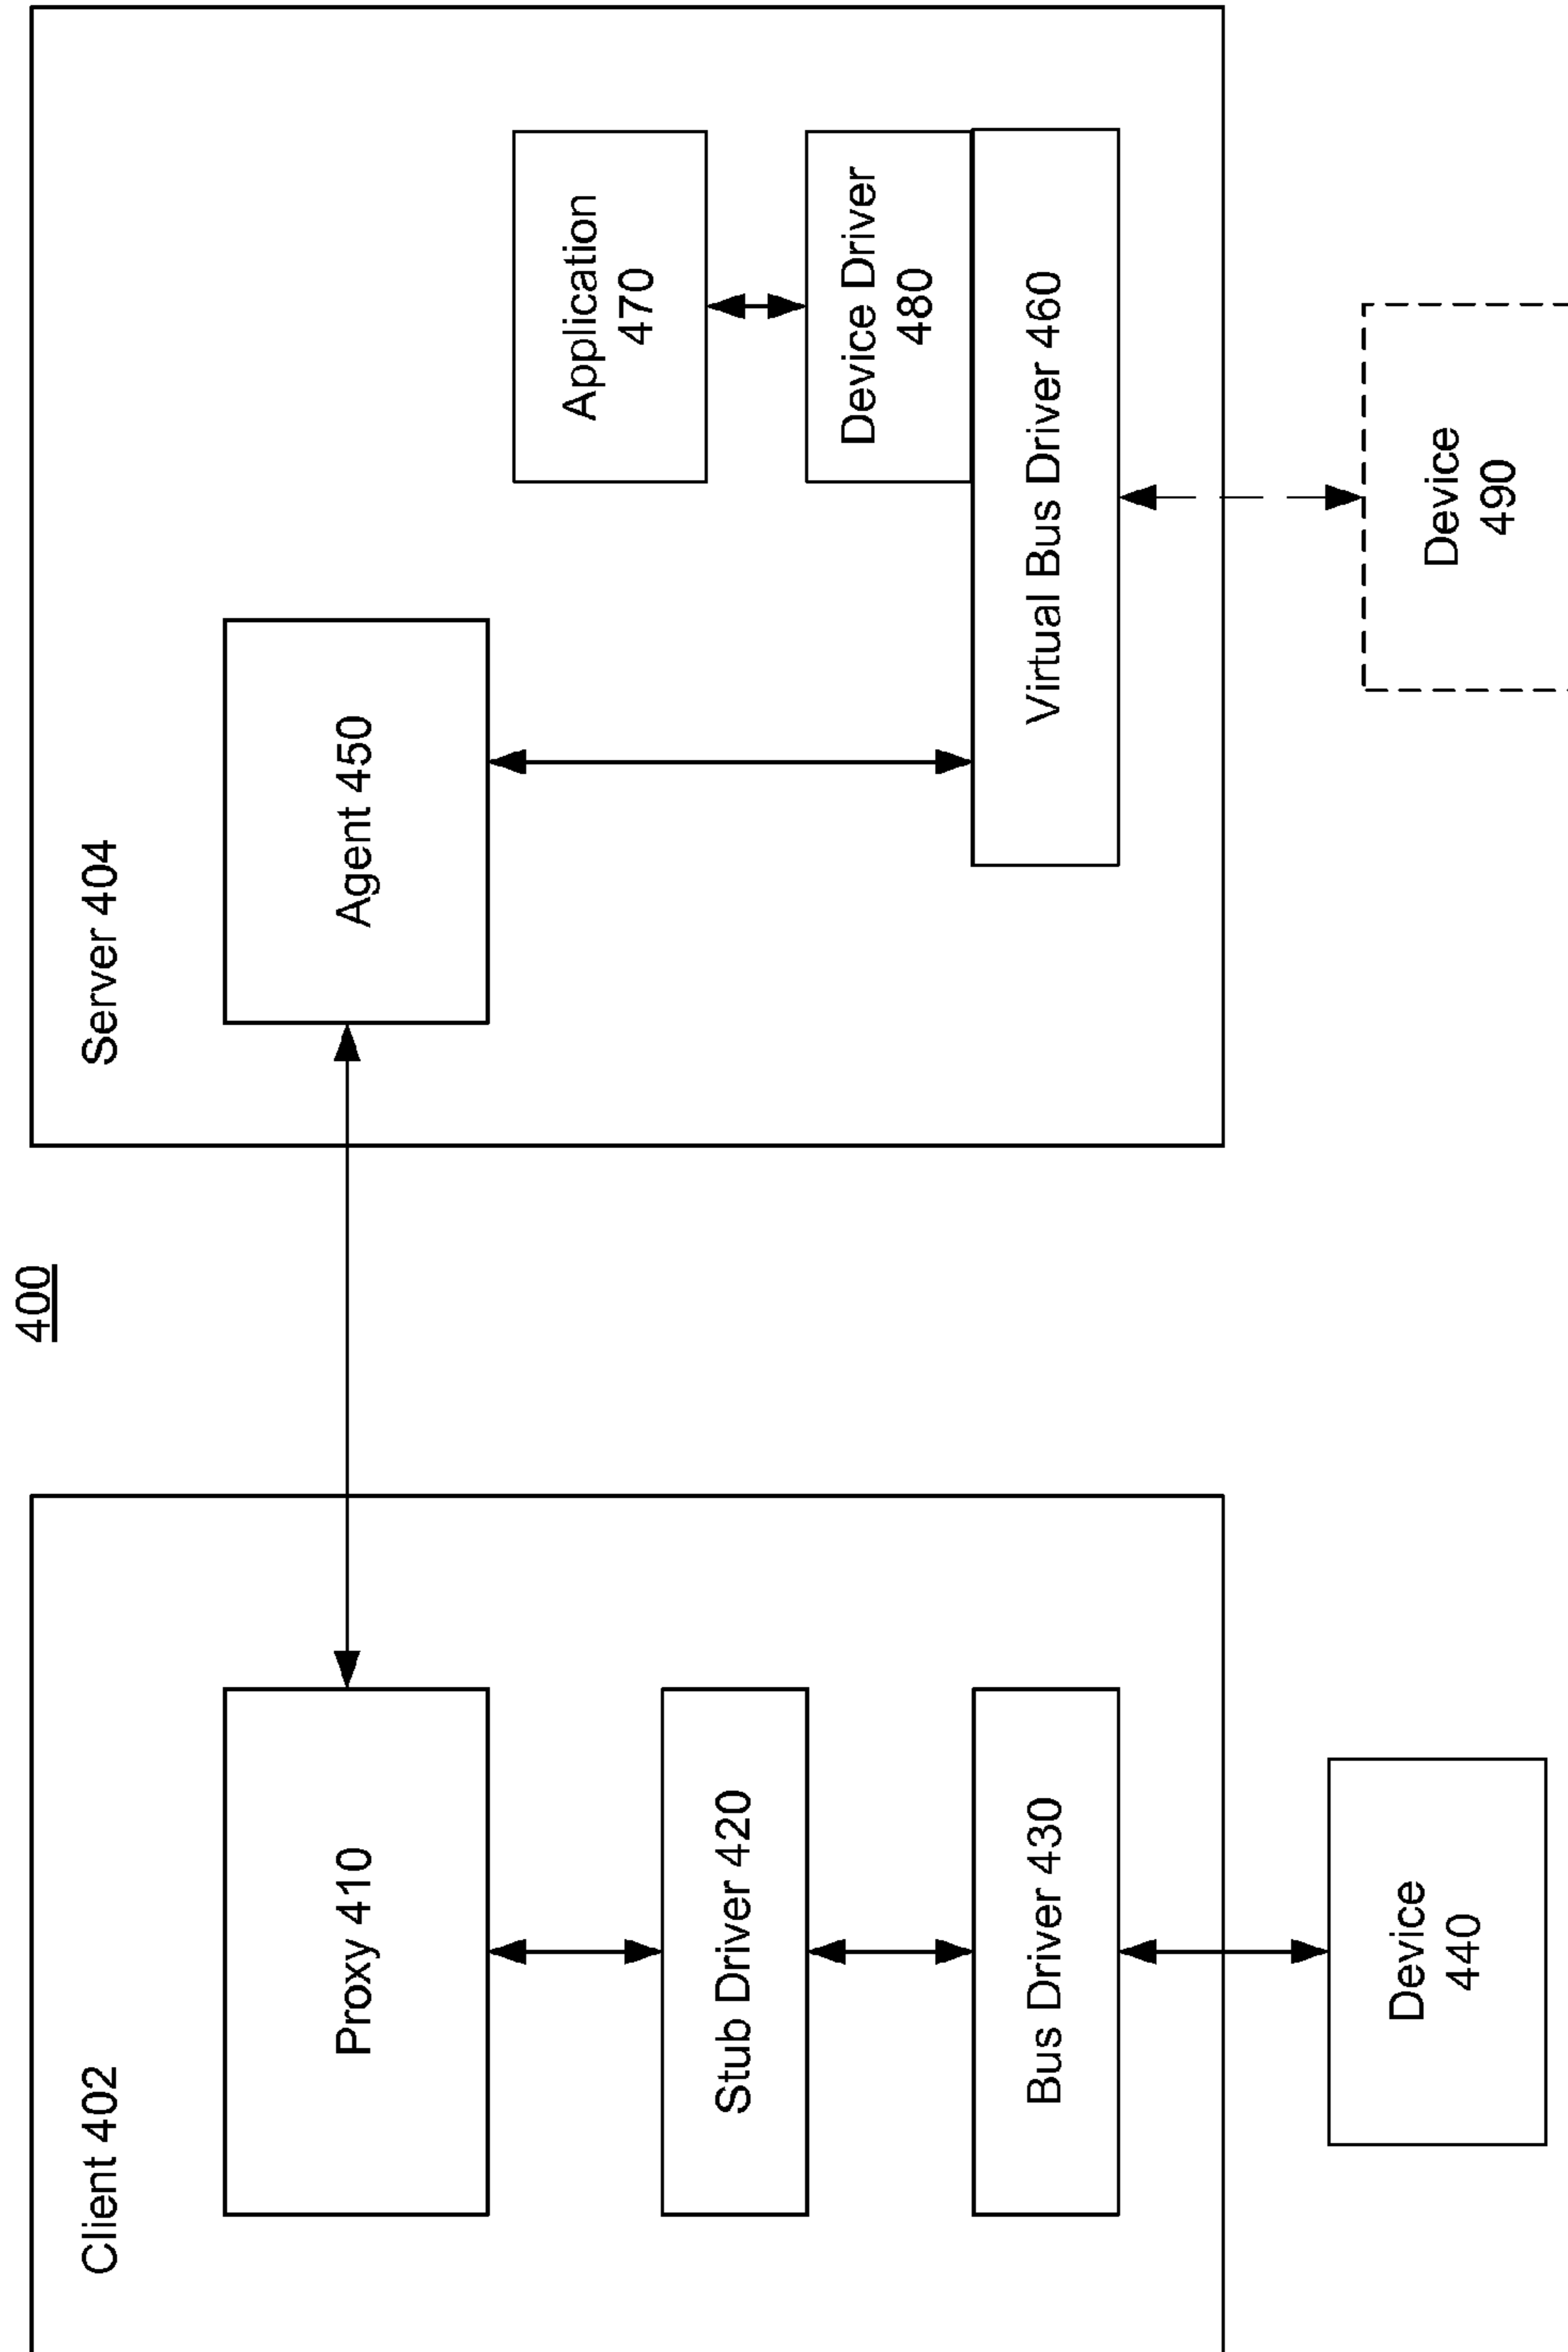 400
Client 402
Proxy 410
Stub Driver 420
Bus Driver 430
Device
440
Server 404
Agent 450
Application
470
Device Driver
480
Virtual Bus Driver 460
Device
490